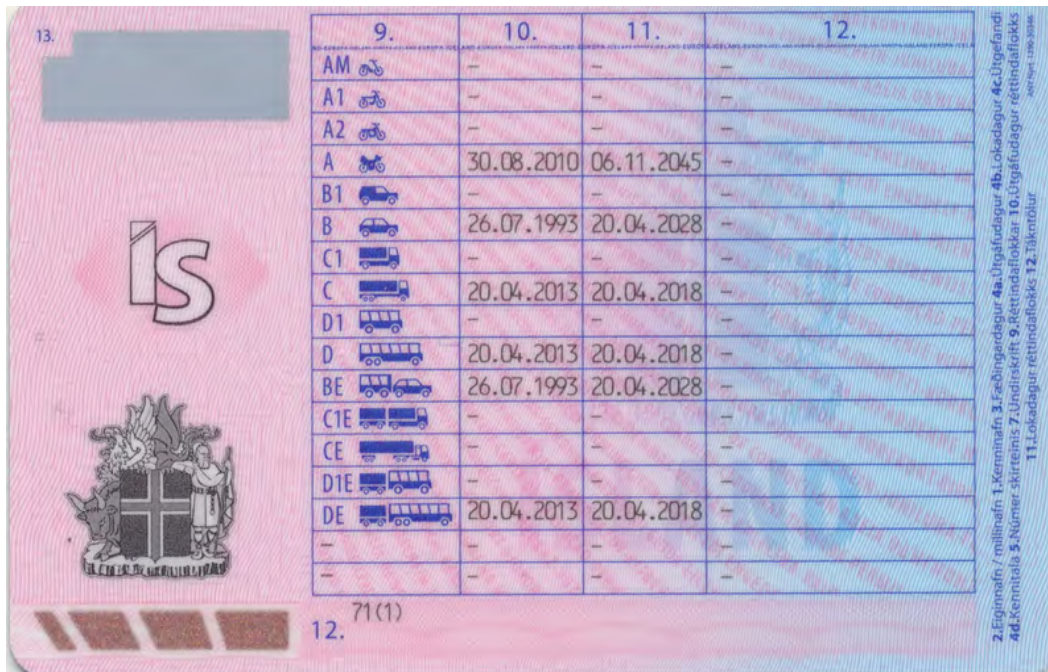 13.
9. 10. 11. 12.
AM - - -
A1 - - -
A2 - - -
A 30.08.2010 06.11.2045 -
B1 - - -
B 26.07.1993 20.04.2028 -
C1 - - -
C 20.04.2013 20.04.2018 -
D1 - - -
D 20.04.2013 20.04.2018 -
BE 26.07.1993 20.04.2028 -
C1E - - -
CE - - -
D1E - - -
DE 20.04.2013 20.04.2018 -
- - - -
- - - -
12. 71(1)
IS
2.Eiginnafn / millinafn 1.Kenninafn 3.Fæðingardagur 4a.Útgáfudagur 4b.Lokadagur 4c.Útgefandi
4d.Kennitala 5.Númer skírteinis 7.Undirskrift 9.Réttindaflokkar 10.Útgáfudagur réttindaflokks
11.Lokadagur réttindaflokks 12.Tákntölur